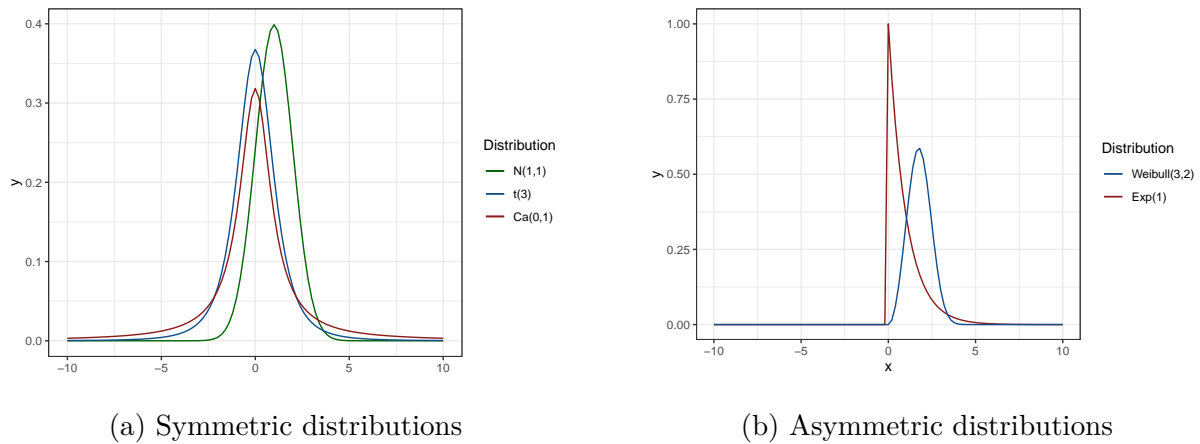 0.4
0.3
0.2
0.1
0.0
y
−10
−5
0
5
10
Distribution
N(1,1)
t(3)
Ca(0,1)
(a) Symmetric distributions
1.00
0.75
0.50
0.25
0.00
y
−10
−5
0
5
10
x
Distribution
Weibull(3,2)
Exp(1)
(b) Asymmetric distributions